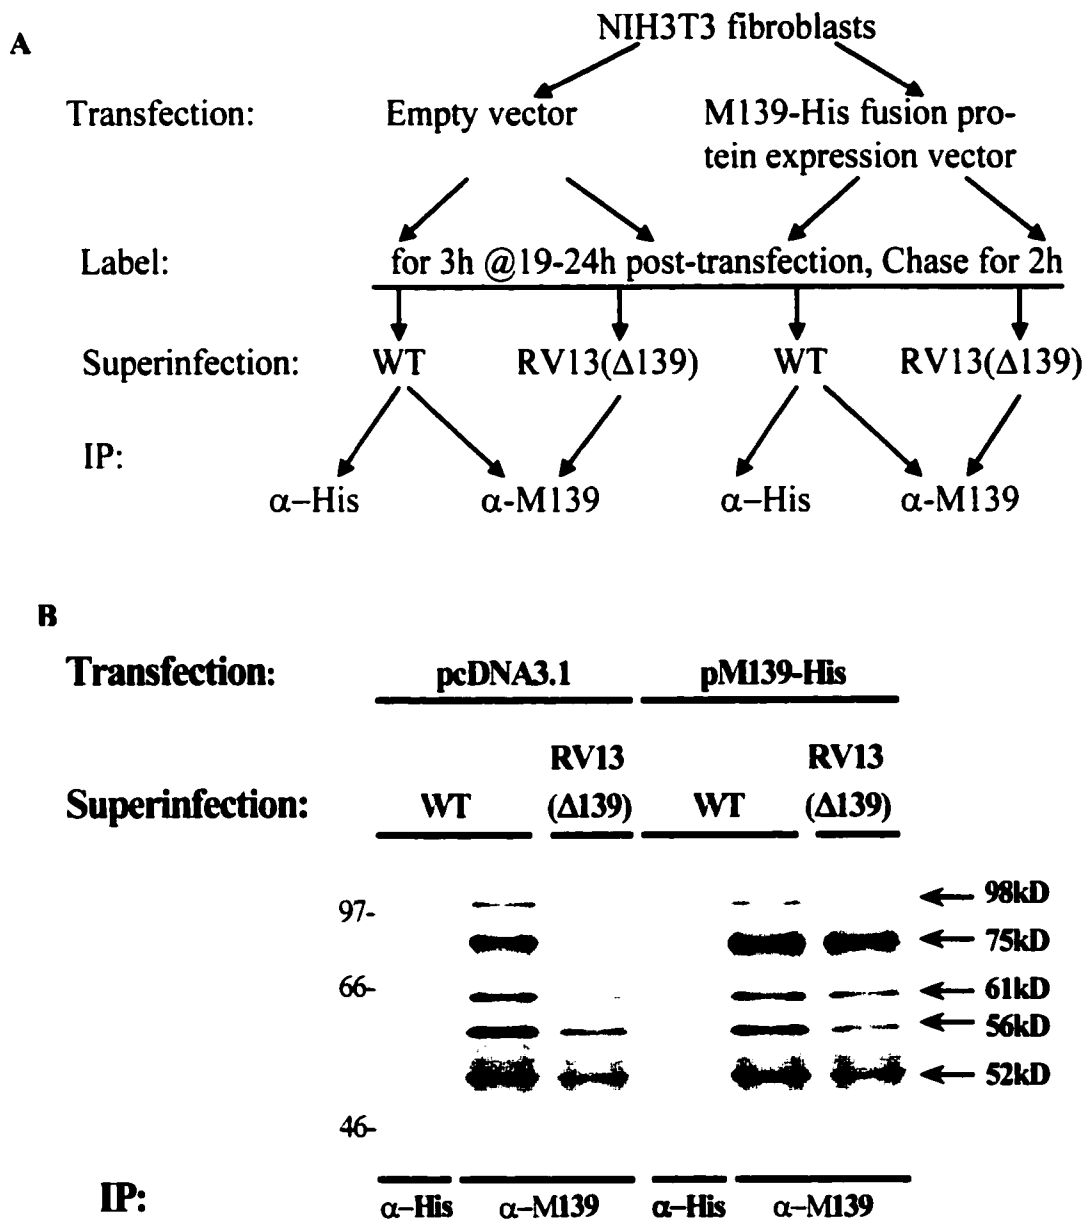 A
NIH3T3 fibroblasts
Transfection:
Empty vector
M139-His fusion pro-
tein expression vector
Label:
for 3h @19-24h post-transfection, Chase for 2h
Superinfection:
WT
RV13(Δ139)
WT
RV13(Δ139)
IP:
α–His
α-M139
α–His
α-M139
B
Transfection:
pcDNA3.1
pM139-His
Superinfection:
WT
RV13
(Δ139)
WT
RV13
(Δ139)
97-
66-
46-
98kD
75kD
61kD
56kD
52kD
IP:
α–His
α–M139
α–His
α–M139